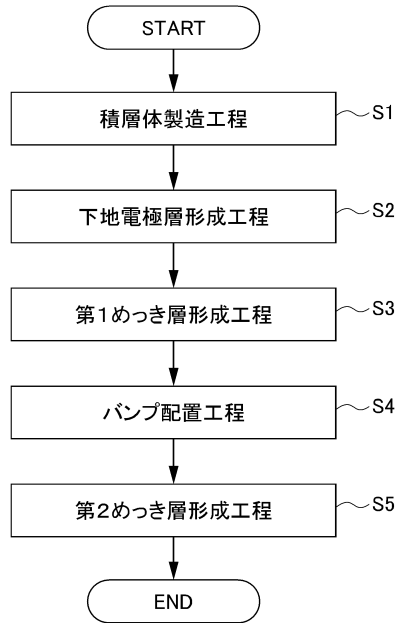 START
積層体製造工程
S1
下地電極層形成工程
S2
第1めっき層形成工程
S3
バンプ配置工程
S4
第2めっき層形成工程
S5
END